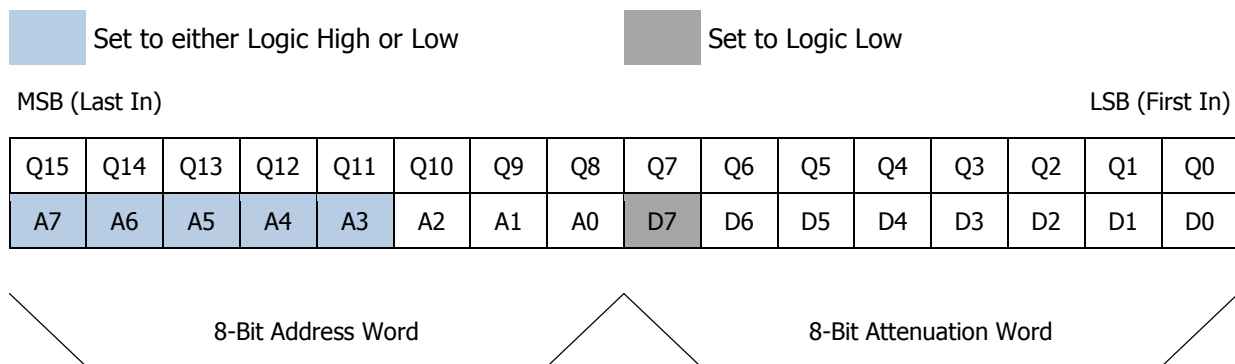 Set to either Logic High or Low Set to Logic Low
MSB (Last In) LSB (First In)
Q15 Q14 Q13 Q12 Q11 Q10 Q9 Q8 Q7 Q6 Q5 Q4 Q3 Q2 Q1 Q0
A7 A6 A5 A4 A3 A2 A1 A0 D7 D6 D5 D4 D3 D2 D1 D0
8-Bit Address Word 8-Bit Attenuation Word